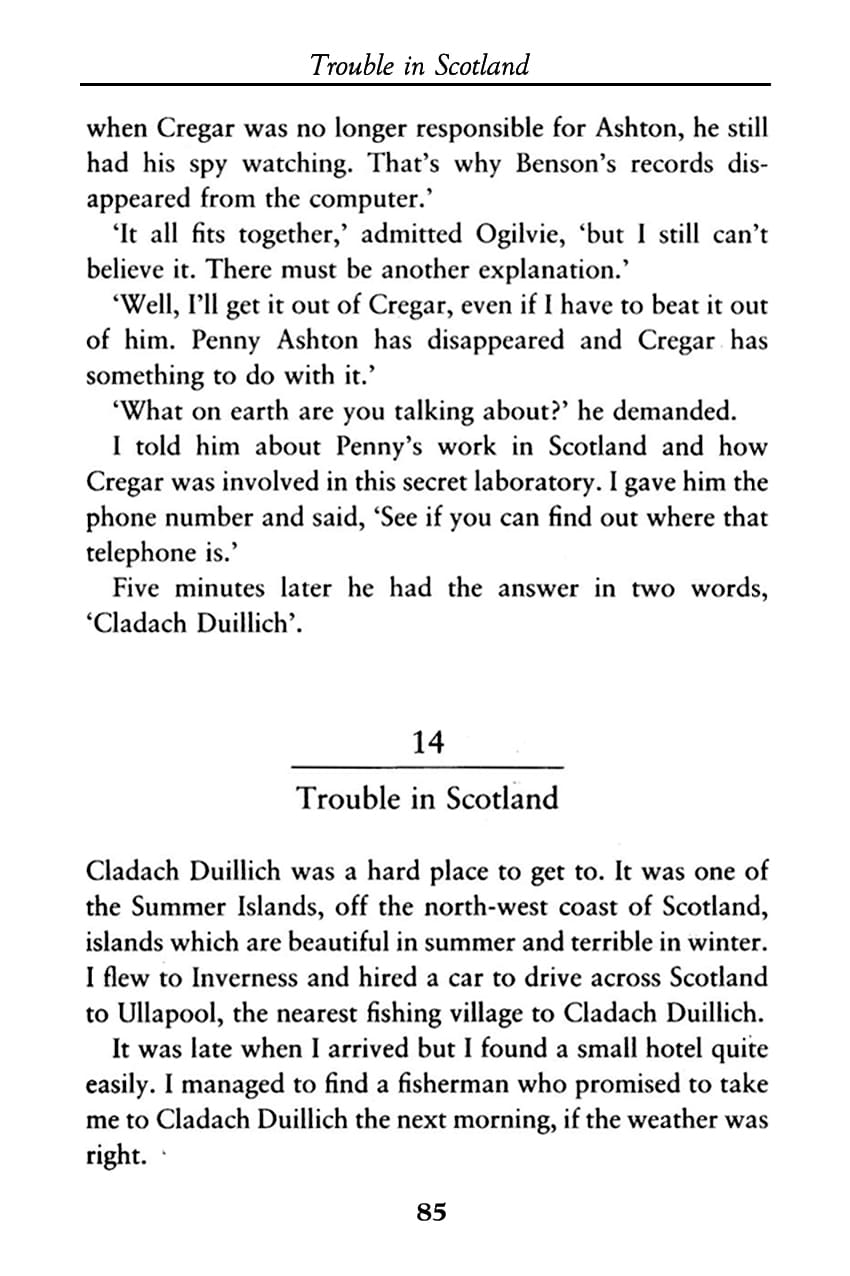 Trouble in Scotland
when Cregar was no longer responsible for Ashton, he still
had his spy watching. That’s why Benson’s records dis-
appeared from the computer.’
‘It all fits together,’ admitted Ogilvie, ‘but I still can’t
believe it. There must be another explanation.’
‘Well, I’ll get it out of Cregar, even if I have to beat it out
of him. Penny Ashton has disappeared and Cregar has
something to do with it.’
‘What on earth are you talking about?’ he demanded.
I told him about Penny’s work in Scotland and how
Cregar was involved in this secret laboratory. I gave him the
phone number and said, ‘See if you can find out where that
telephone is.’
Five minutes later he had the answer in two words,
‘Cladach Duillich’.
14
Trouble in Scotland
Cladach Duillich was a hard place to get to. It was one of
the Summer Islands, off the north-west coast of Scotland,
islands which are beautiful in summer and terrible in winter.
I flew to Inverness and hired a car to drive across Scotland
to Ullapool, the nearest fishing village to Cladach Duillich.
It was late when I arrived but I found a small hotel quite
easily. I managed to find a fisherman who promised to take
me to Cladach Duillich the next morning, if the weather was
right.
85